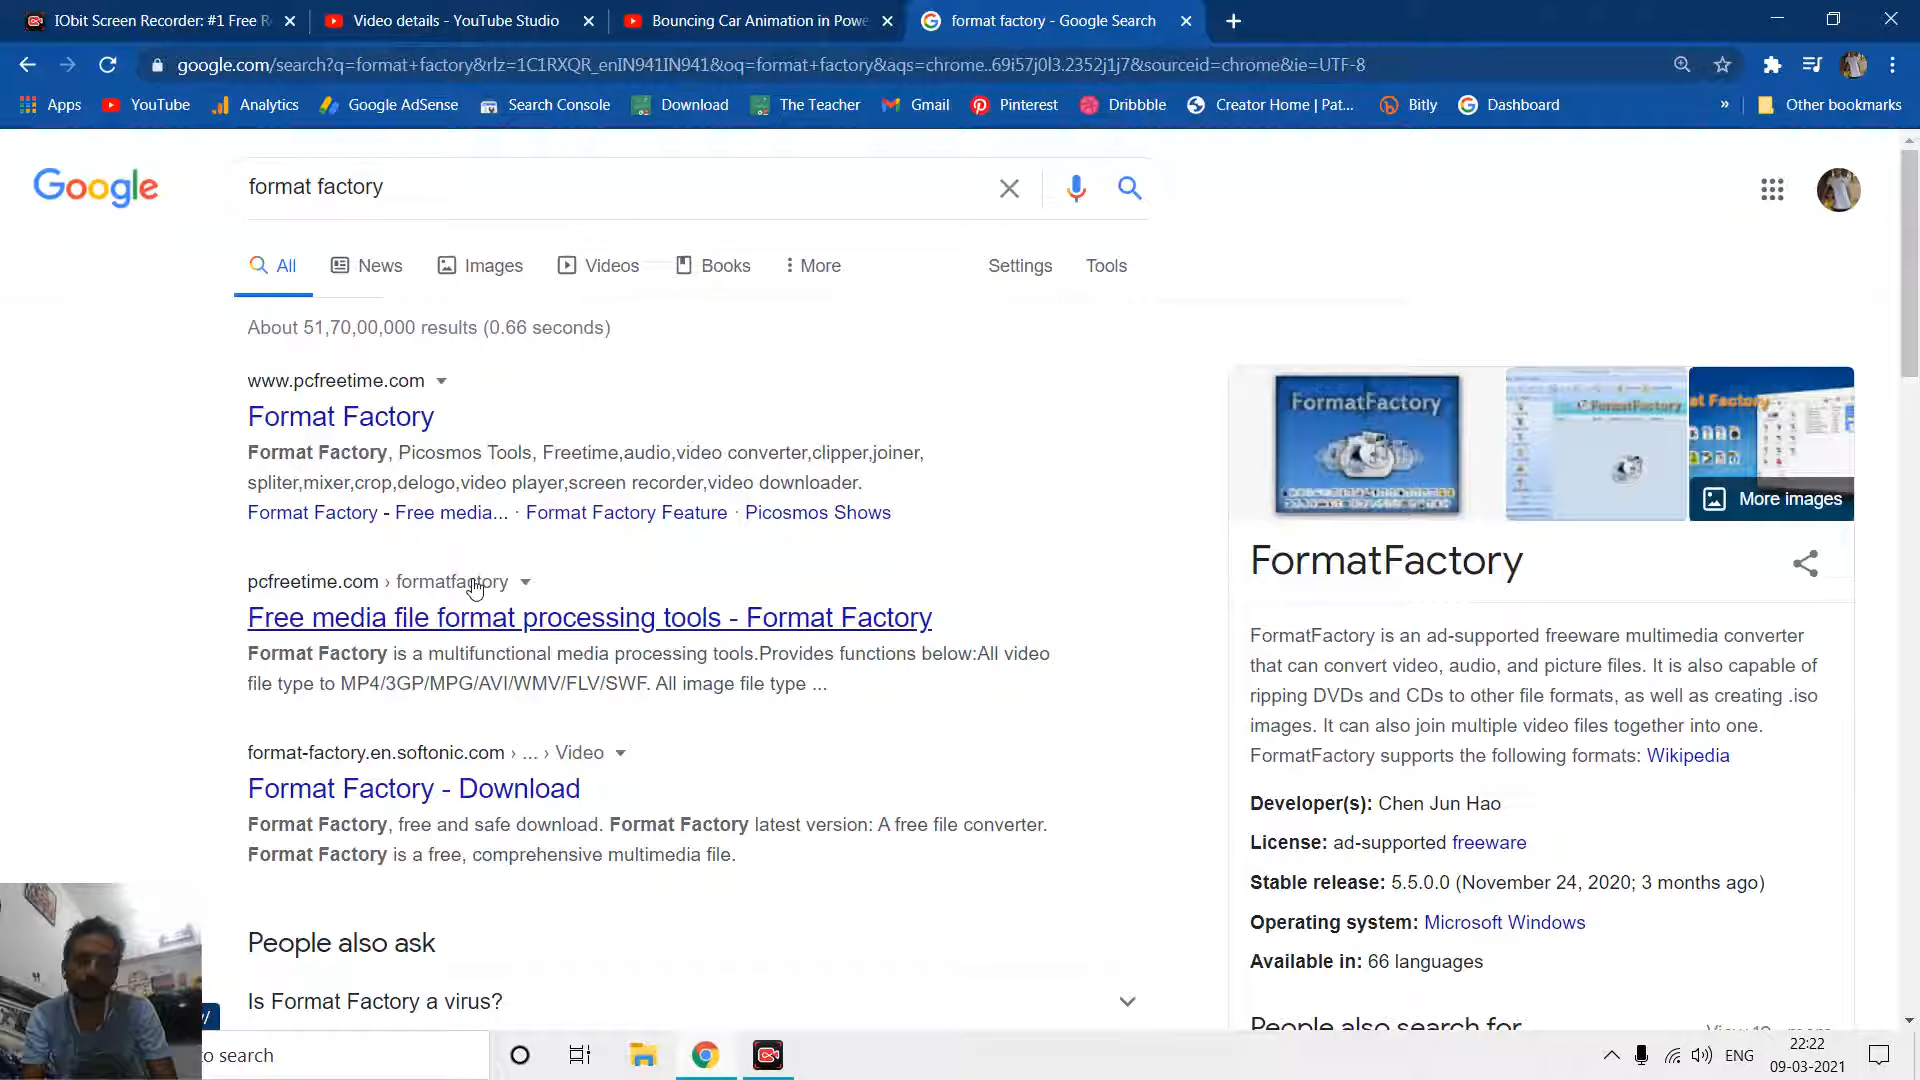 IObit Screen Recorder: #1 Free R
Video details - YouTube Studio
Bouncing Car Animation in Powe
format factory - Google Search
google.com/search?q=format+factory&rlz=1C1RXQR_enIN941IN941&oq=format+factory&aqs=chrome..69i57j0l3.2352j1j7&sourceid=chrome&ie=UTF-8
Apps YouTube Analytics Google AdSense Search Console Download The Teacher Gmail Pinterest Dribbble Creator Home | Pat... Bitly Dashboard » Other bookmarks
Google
format factory
All News Images Videos Books More Settings Tools
About 51,70,00,000 results (0.66 seconds)
www.pcfreetime.com
Format Factory
Format Factory, Picosmos Tools, Freetime,audio,video converter,clipper,joiner,
spliter,mixer,crop,delogo,video player,screen recorder,video downloader.
Format Factory - Free media... · Format Factory Feature · Picosmos Shows
pcfreetime.com › formatfactory
Free media file format processing tools - Format Factory
Format Factory is a multifunctional media processing tools.Provides functions below:All video
file type to MP4/3GP/MPG/AVI/WMV/FLV/SWF. All image file type ...
format-factory.en.softonic.com › ... › Video
Format Factory - Download
Format Factory, free and safe download. Format Factory latest version: A free file converter.
Format Factory is a free, comprehensive multimedia file.
People also ask
Is Format Factory a virus?
FormatFactory
FormatFactory
at Factory
More images
FormatFactory
FormatFactory is an ad-supported freeware multimedia converter
that can convert video, audio, and picture files. It is also capable of
ripping DVDs and CDs to other file formats, as well as creating .iso
images. It can also join multiple video files together into one.
FormatFactory supports the following formats: Wikipedia
Developer(s): Chen Jun Hao
License: ad-supported freeware
Stable release: 5.5.0.0 (November 24, 2020; 3 months ago)
Operating system: Microsoft Windows
Available in: 66 languages
People also search for
y/
to search
ENG
22:22
09-03-2021